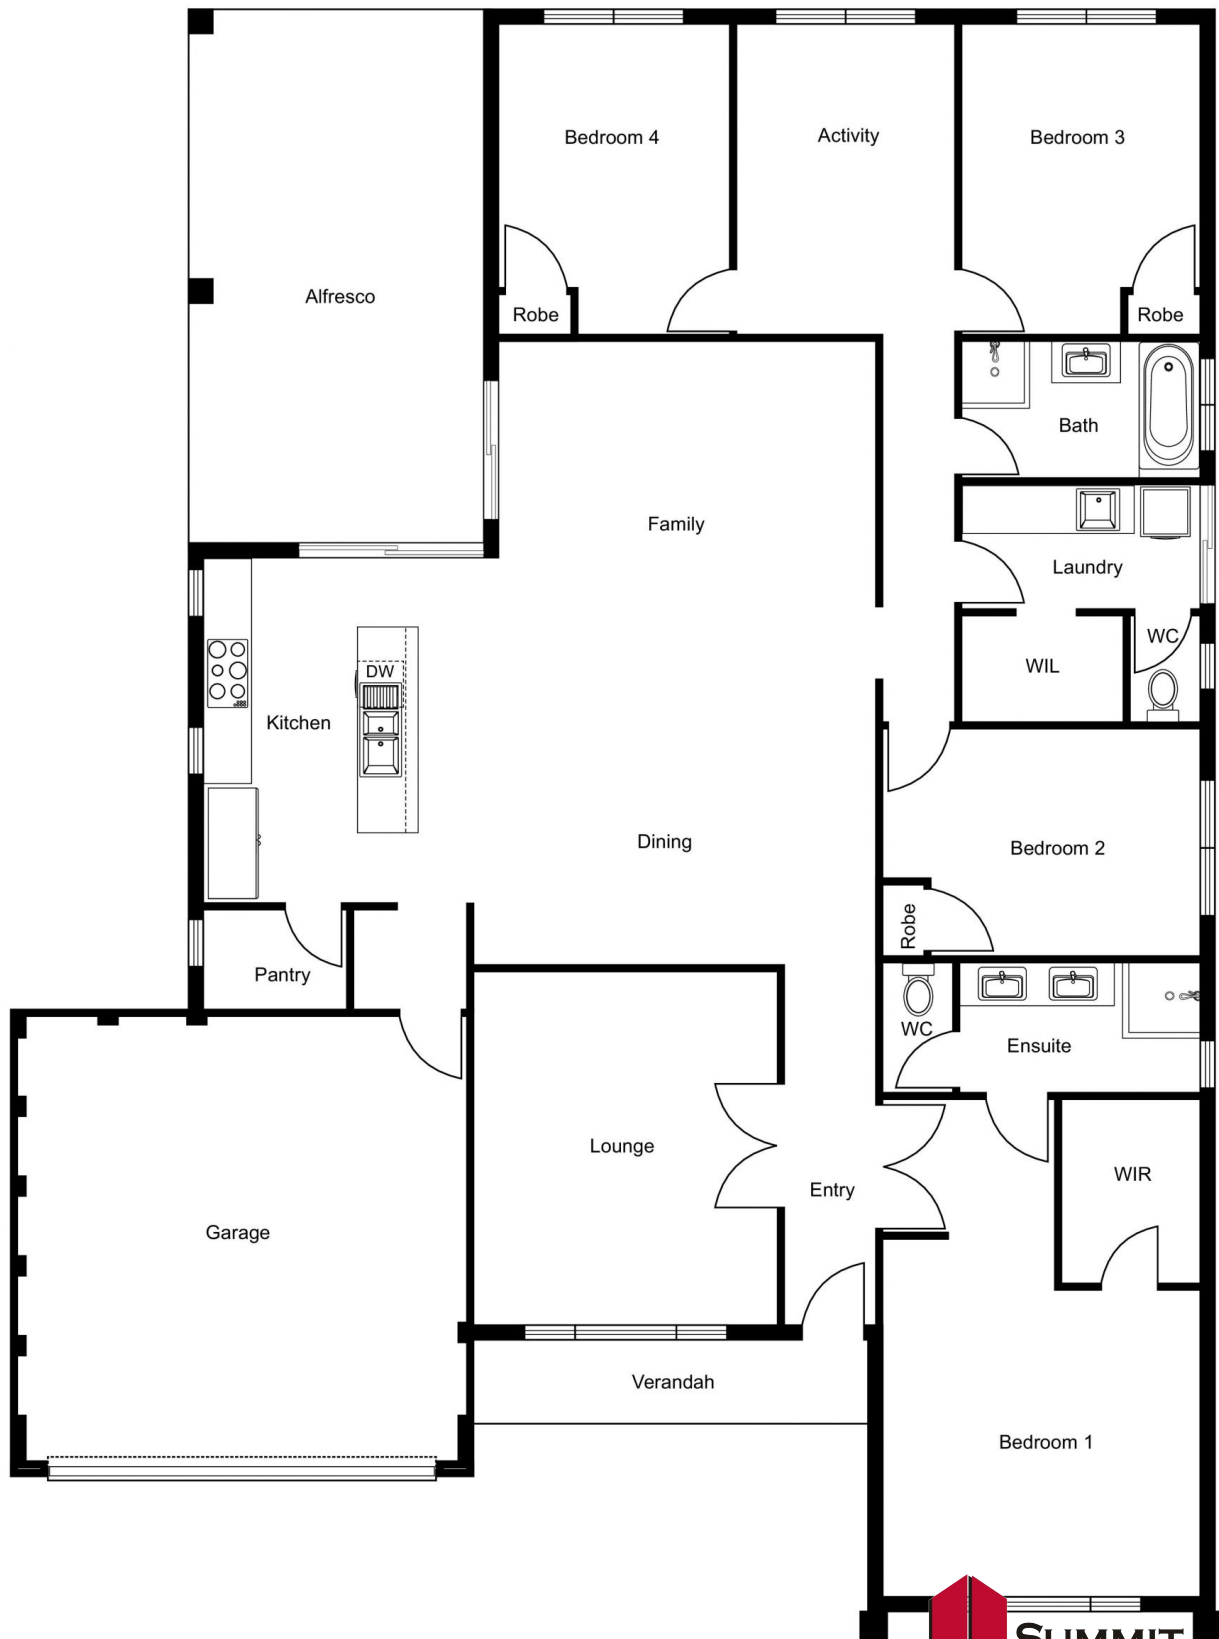 Bedroom 4
Activity
Bedroom 3
Alfresco
Robe
Robe
Bath
Family
Laundry
WC
WIL
DW
Kitchen
Dining
Bedroom 2
Robe
Pantry
WC
Ensuite
Lounge
WIR
Entry
Garage
Verandah
Bedroom 1
SUMMIT